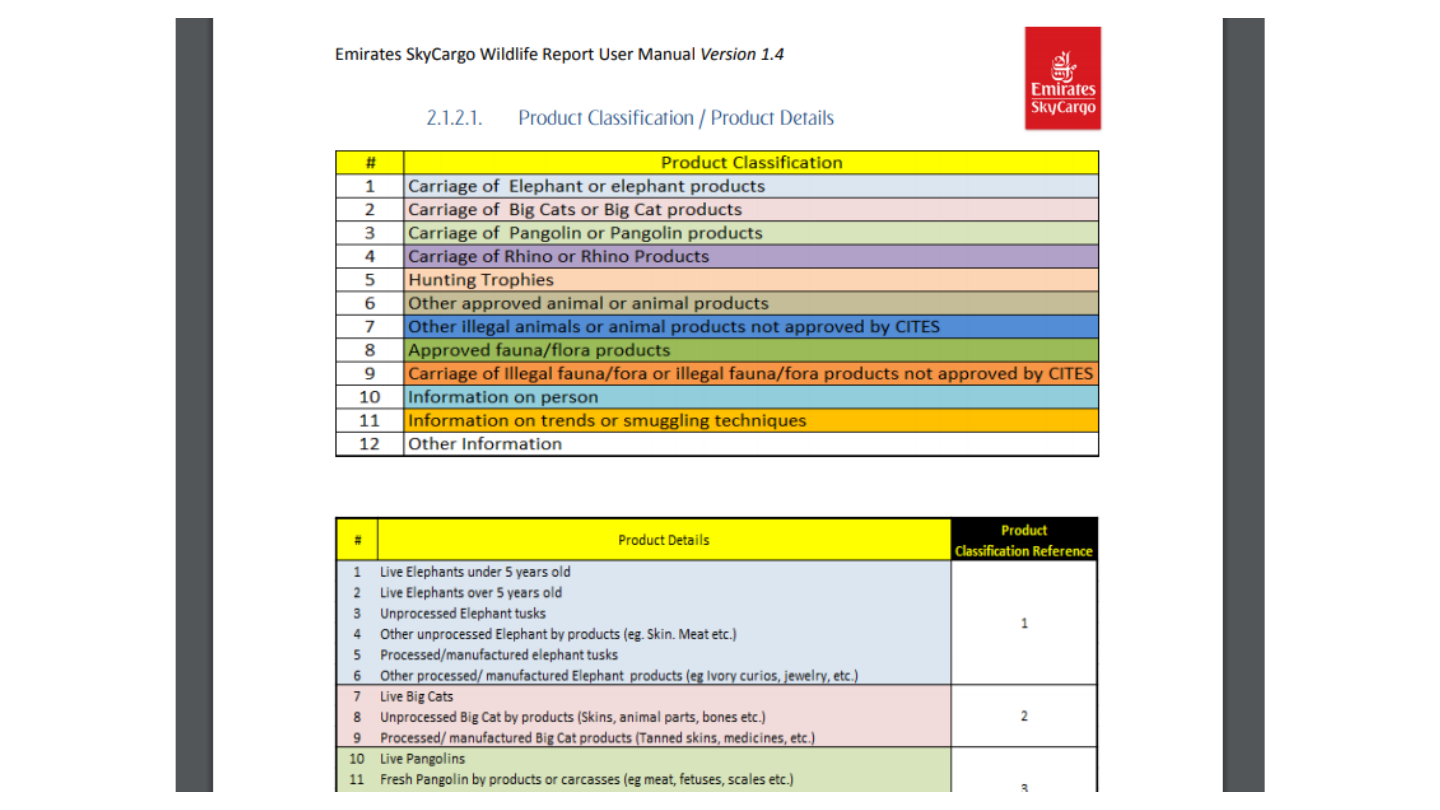 Emirates SkyCargo Wildlife Report User Manual Version 1.4
Emirates
SkyCargo
2.1.2.1. Product Classification / Product Details
# Product Classification
1 Carriage of Elephant or elephant products
2 Carriage of Big Cats or Big Cat products
3 Carriage of Pangolin or Pangolin products
4 Carriage of Rhino or Rhino Products
5 Hunting Trophies
6 Other approved animal or animal products
7 Other illegal animals or animal products not approved by CITES
8 Approved fauna/flora products
9 Carriage of Illegal fauna/fora or illegal fauna/fora products not approved by CITES
10 Information on person
11 Information on trends or smuggling techniques
12 Other Information
# Product Details Product
Classification Reference
1 Live Elephants under 5 years old
2 Live Elephants over 5 years old
3 Unprocessed Elephant tusks
1
4 Other unprocessed Elephant by products (eg. Skin. Meat etc.)
5 Processed/manufactured elephant tusks
6 Other processed/ manufactured Elephant products (eg Ivory curios, jewelry, etc.)
7 Live Big Cats
8 Unprocessed Big Cat by products (Skins, animal parts, bones etc.) 2
9 Processed/ manufactured Big Cat products (Tanned skins, medicines, etc.)
10 Live Pangolins
11 Fresh Pangolin by products or carcasses (eg meat, fetuses, scales etc.)
3